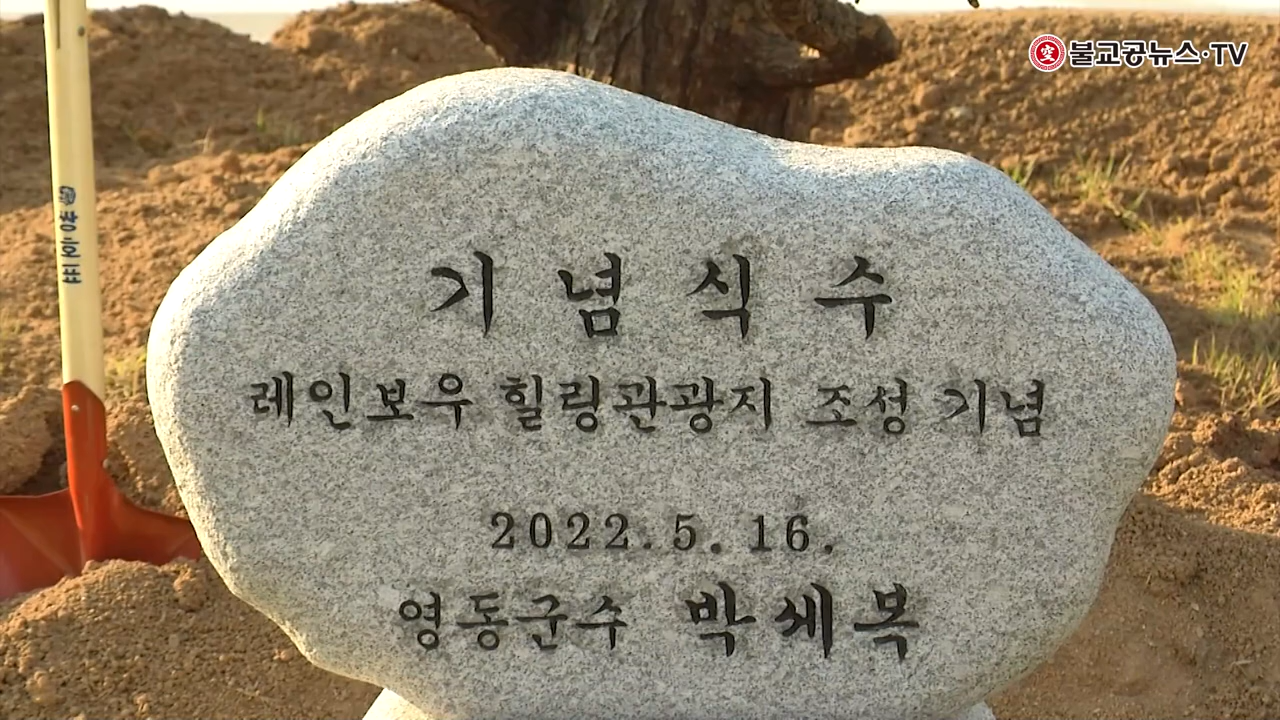 空 불교공뉴스·TV
기념식수
레인보우 힐링관광지 조성 기념
2022.5.16.
영동군수 박세복